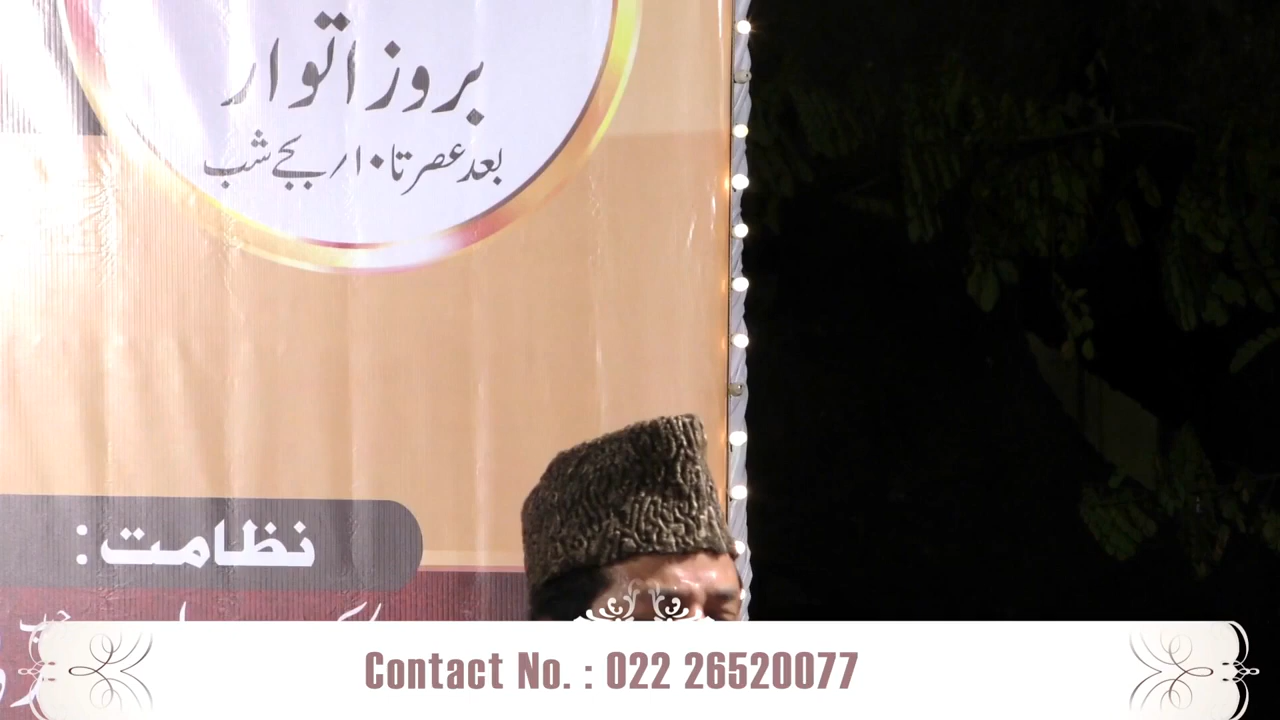 بروز اتوار
بعد عصر تا ۱۰؍ بجے شب
نظامت:
Contact No. : 022 26520077